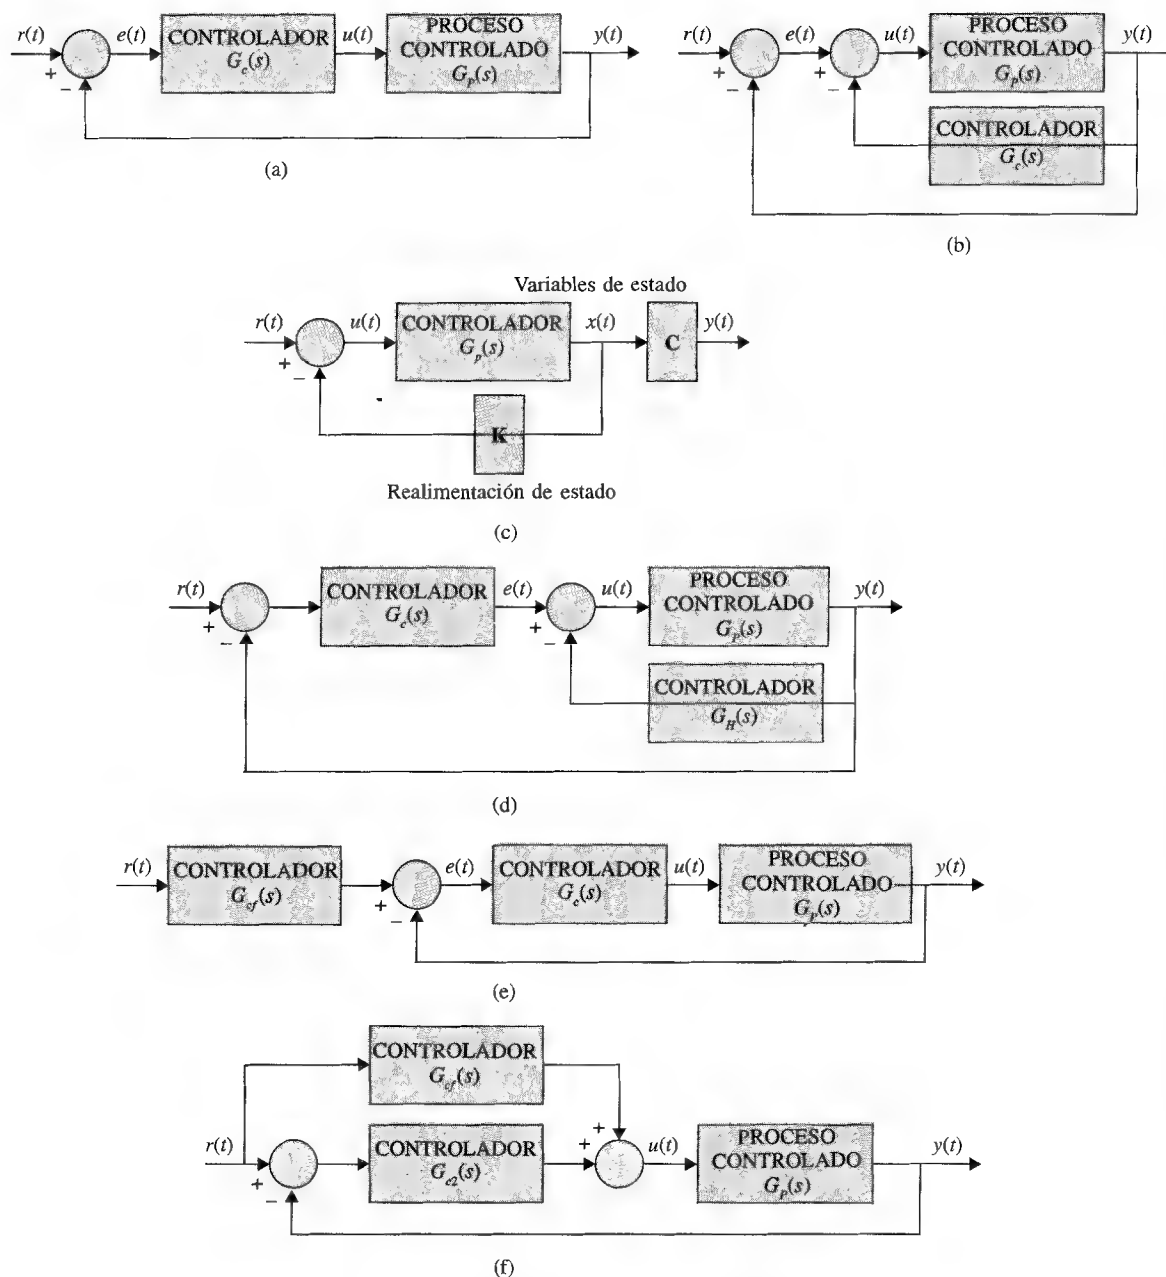 r(t) e(t) CONTROLADOR u(t) PROCESO CONTROLADO y(t)
+ G_c(s) G_p(s)
−
(a)
r(t) e(t) u(t) PROCESO CONTROLADO y(t)
+ + G_p(s)
− −
CONTROLADOR
G_c(s)
(b)
Variables de estado
r(t) u(t) CONTROLADOR x(t) C y(t)
+ G_p(s)
−
K
Realimentación de estado
(c)
r(t) CONTROLADOR e(t) u(t) PROCESO CONTROLADO y(t)
+ G_c(s) + G_p(s)
− −
CONTROLADOR
G_H(s)
(d)
r(t) CONTROLADOR e(t) CONTROLADOR u(t) PROCESO CONTROLADO y(t)
G_cf(s) + G_c(s) G_p(s)
−
(e)
CONTROLADOR
G_cf(s)
+
r(t) CONTROLADOR + u(t) PROCESO CONTROLADO y(t)
+ G_c2(s) G_p(s)
−
(f)